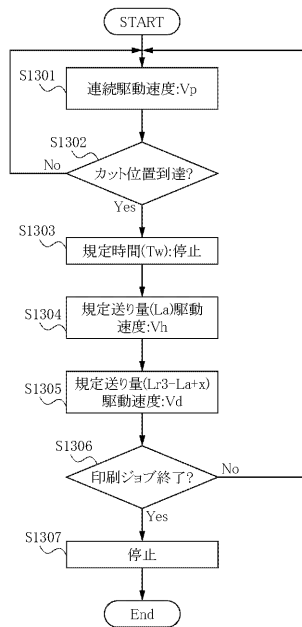 START
S1301
連続駆動速度:Vp
S1302
カット位置到達?
No
Yes
S1303
規定時間(Tw):停止
S1304
規定送り量(La)駆動
速度:Vh
S1305
規定送り量(Lr3-La+x)
駆動速度:Vd
S1306
印刷ジョブ終了?
No
Yes
S1307
停止
End